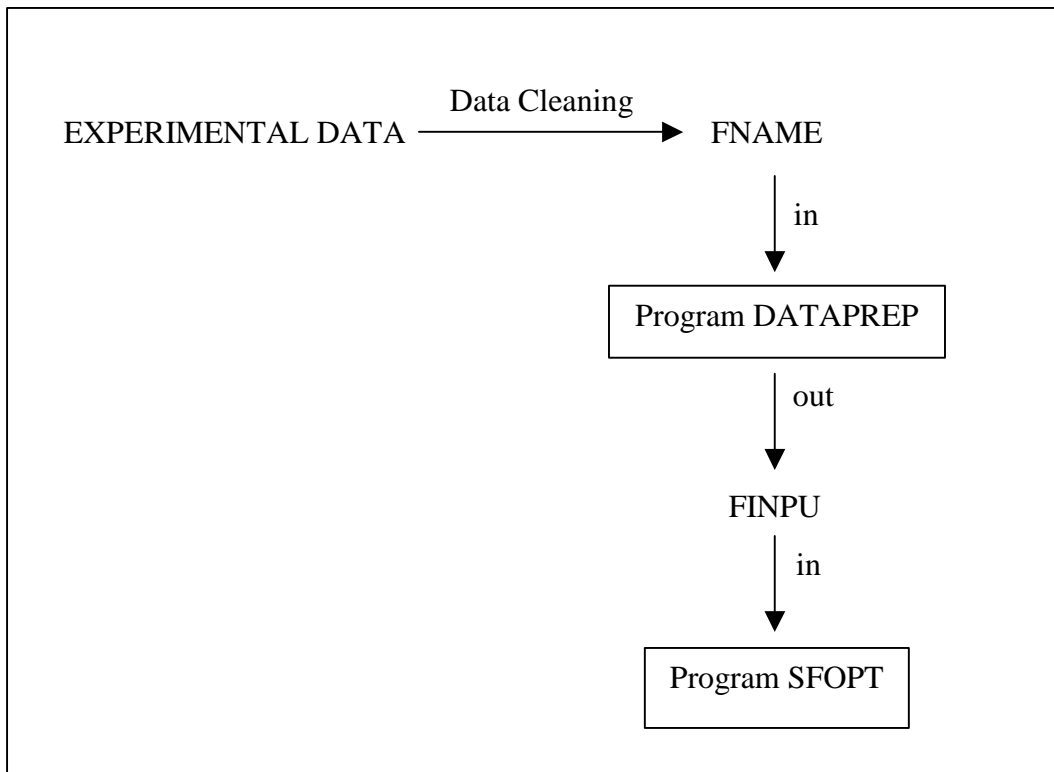 Data Cleaning
EXPERIMENTAL DATA
FNAME
in
Program DATAPREP
out
FINPU
in
Program SFOPT